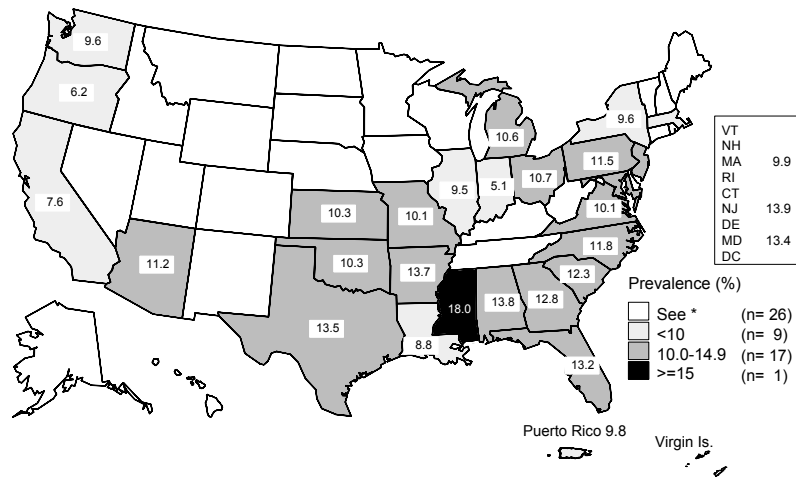 9.6
6.2
7.6
11.2
10.3
10.3
13.5
10.1
13.7
8.8
18.0
13.8
12.8
13.2
12.3
11.8
10.1
9.5
5.1
10.7
10.6
11.5
9.6
VT
NH
MA 9.9
RI
CT
NJ 13.9
DE
MD 13.4
DC
Prevalence (%)
See * (n= 26)
<10 (n= 9)
10.0-14.9 (n= 17)
>=15 (n= 1)
Puerto Rico 9.8
Virgin Is.